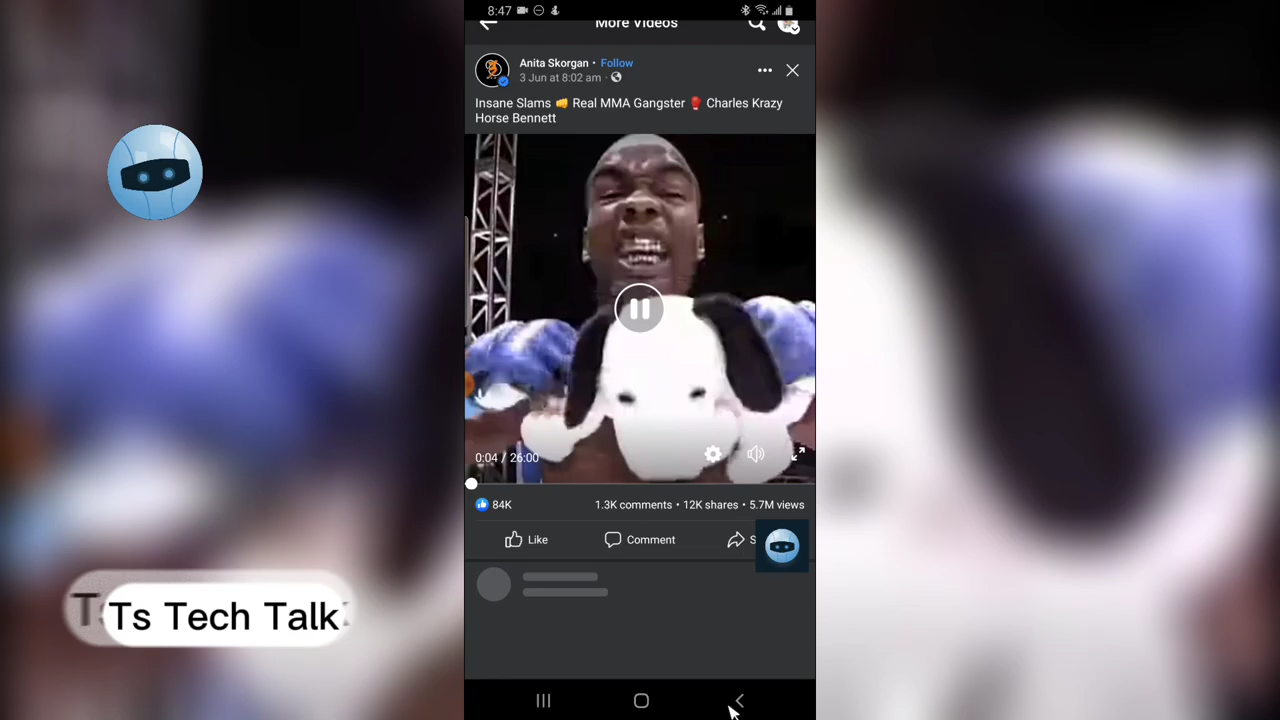 8:47
More Videos
Anita Skorgan · Follow
3 Jun at 8:02 am ·
Insane Slams 👊 Real MMA Gangster 🥊 Charles Krazy
Horse Bennett
0:04 / 26:00
84K
1.3K comments • 12K shares • 5.7M views
Like
Comment
S
Ts Tech Talk